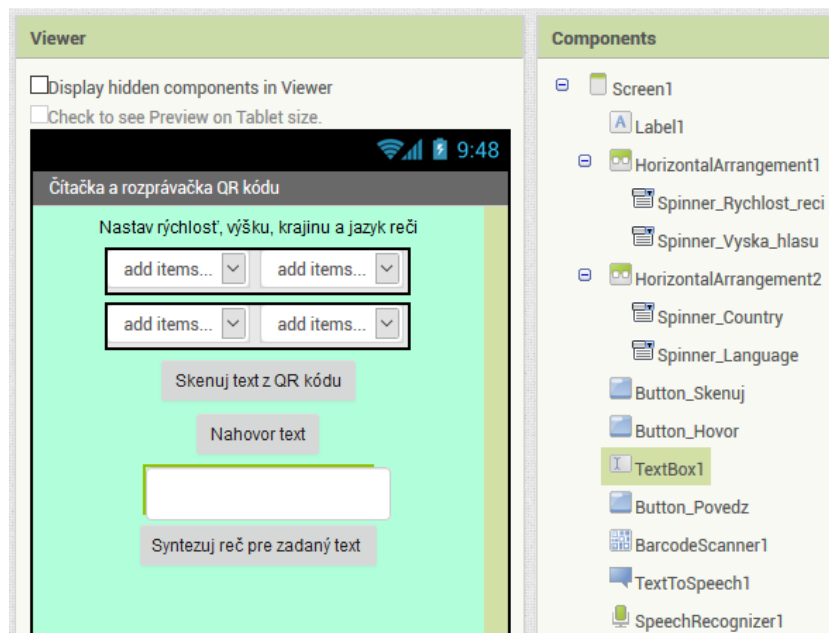 Viewer
Display hidden components in Viewer
Check to see Preview on Tablet size.
9:48
Čítačka a rozprávačka QR kódu
Nastav rýchlosť, výšku, krajinu a jazyk reči
add items... add items...
add items... add items...
Skenuj text z QR kódu
Nahovor text
Syntezuj reč pre zadaný text
Components
Screen1
A Label1
HorizontalArrangement1
Spinner_Rychlost_reci
Spinner_Vyska_hlasu
HorizontalArrangement2
Spinner_Country
Spinner_Language
Button_Skenuj
Button_Hovor
TextBox1
Button_Povedz
BarcodeScanner1
TextToSpeech1
SpeechRecognizer1